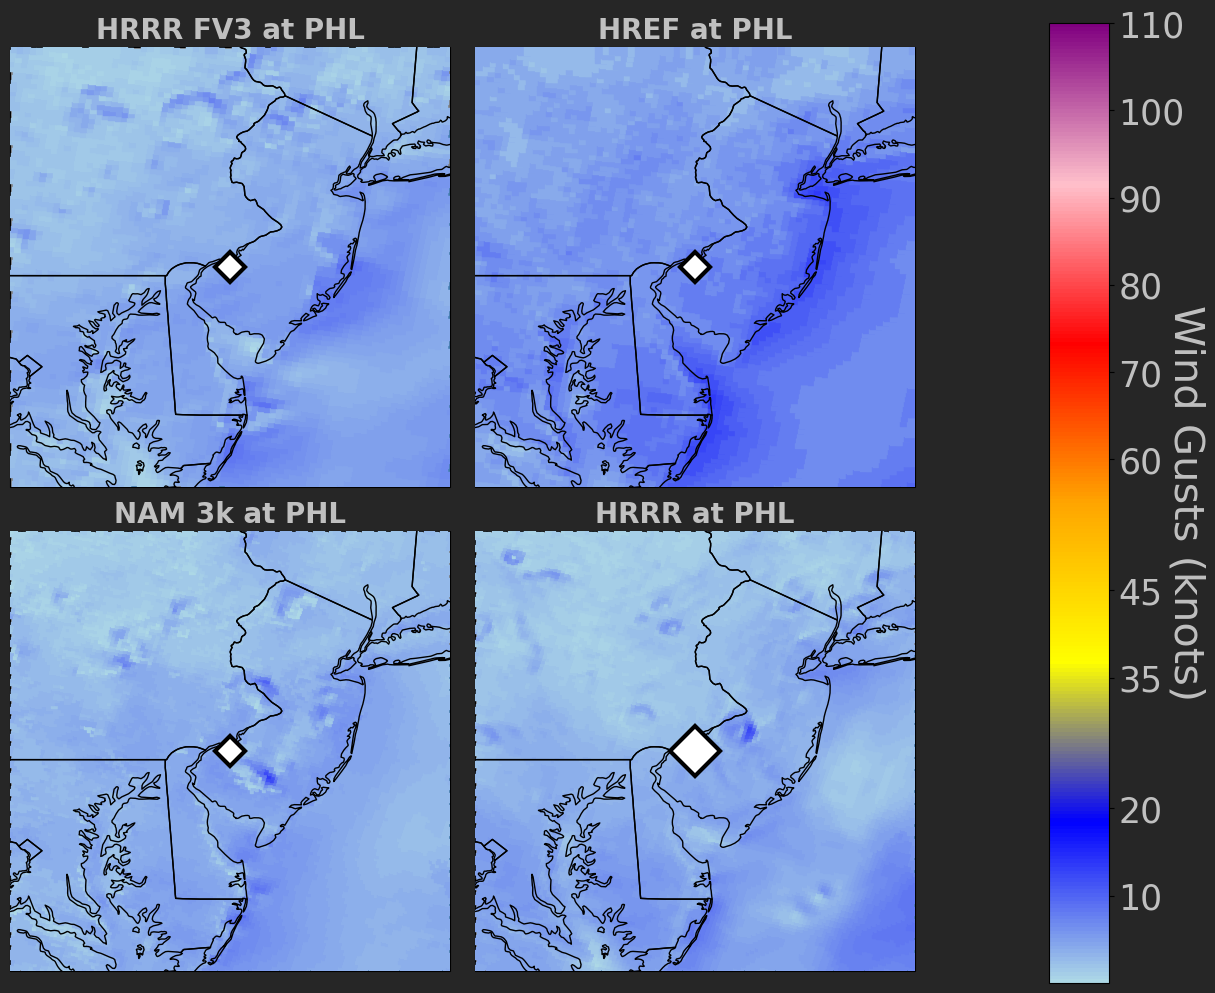 HRRR FV3 at PHL
HREF at PHL
NAM 3k at PHL
HRRR at PHL
110
100
90
80
70
60
45
35
20
10
Wind Gusts (knots)